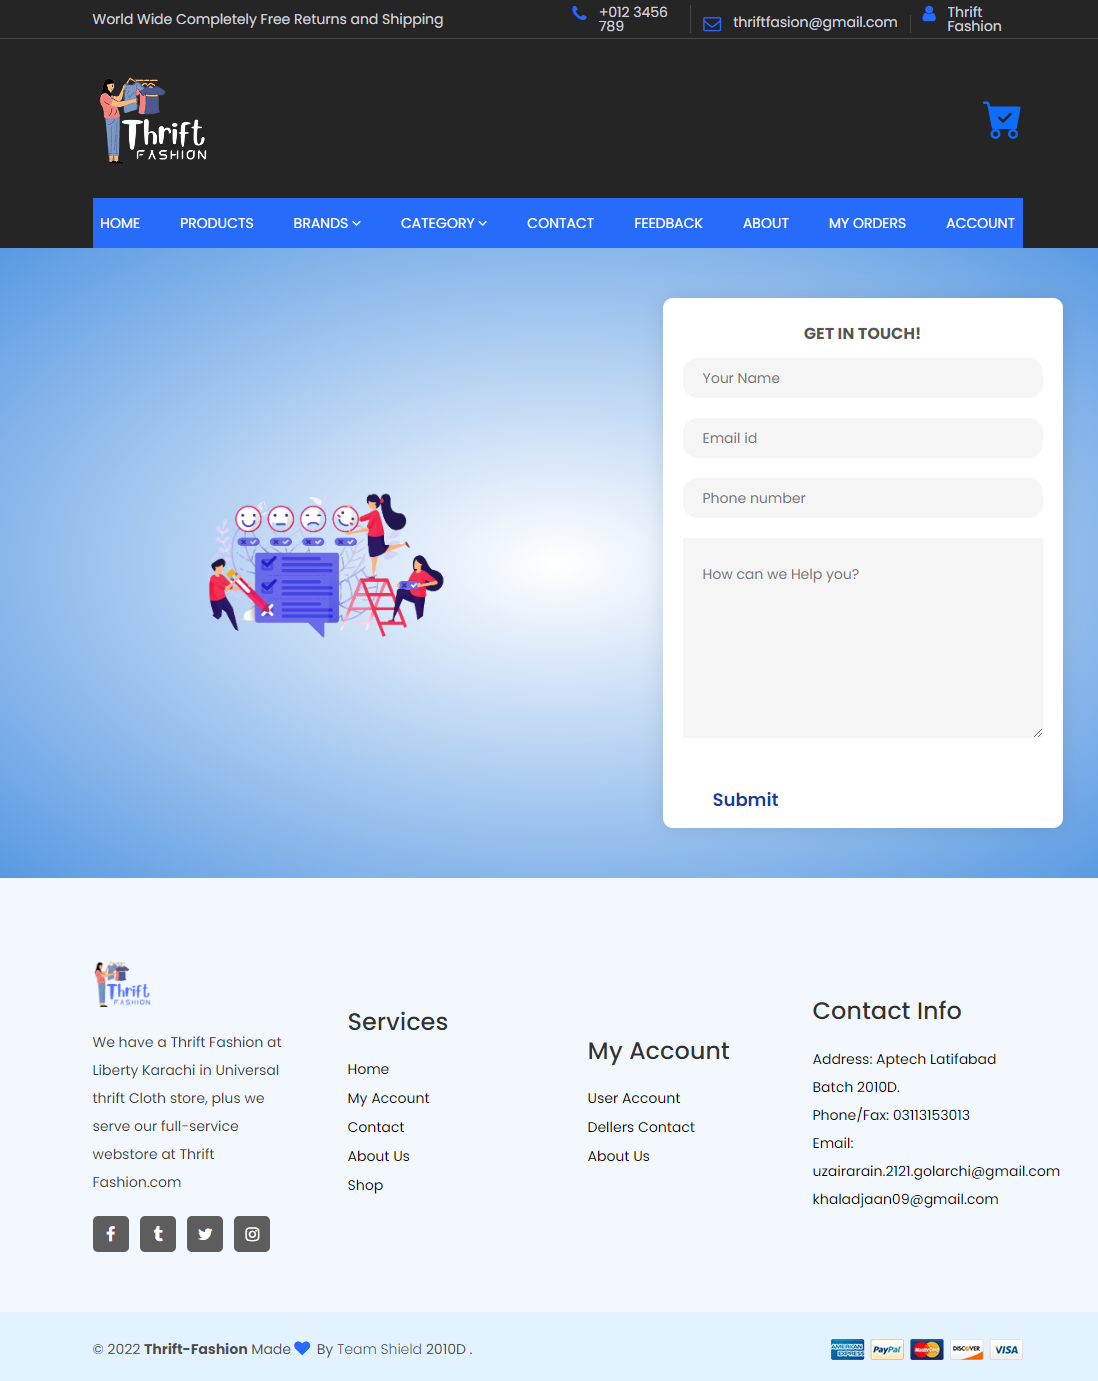 World Wide Completely Free Returns and Shipping
+012 3456
789
thriftfasion@gmail.com
Thrift
Fashion
Thrift
FASHION
HOME PRODUCTS BRANDS CATEGORY CONTACT FEEDBACK ABOUT MY ORDERS ACCOUNT
GET IN TOUCH!
Your Name
Email id
Phone number
How can we Help you?
Submit
Thrift
FASHION
We have a Thrift Fashion at
Liberty Karachi in Universal
thrift Cloth store, plus we
serve our full-service
webstore at Thrift
Fashion.com
Services
Home
My Account
Contact
About Us
Shop
My Account
User Account
Dellers Contact
About Us
Contact Info
Address: Aptech Latifabad
Batch 2010D.
Phone/Fax: 03113153013
Email:
uzairarain.2121.golarchi@gmail.com
khaladjaan09@gmail.com
© 2022 Thrift-Fashion Made By Team Shield 2010D .
AMERICAN EXPRESS PayPal MasterCard DISCOVER VISA